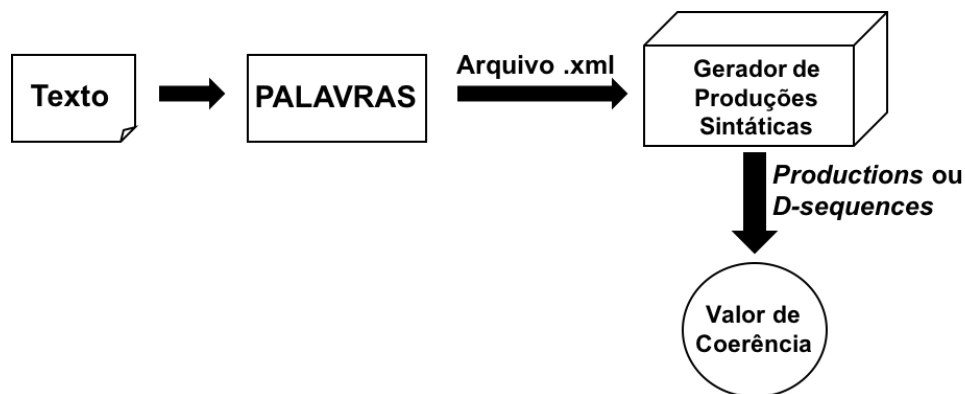 Texto
PALAVRAS
Arquivo .xml
Gerador de
Produções
Sintáticas
Productions ou
D-sequences
Valor de
Coerência